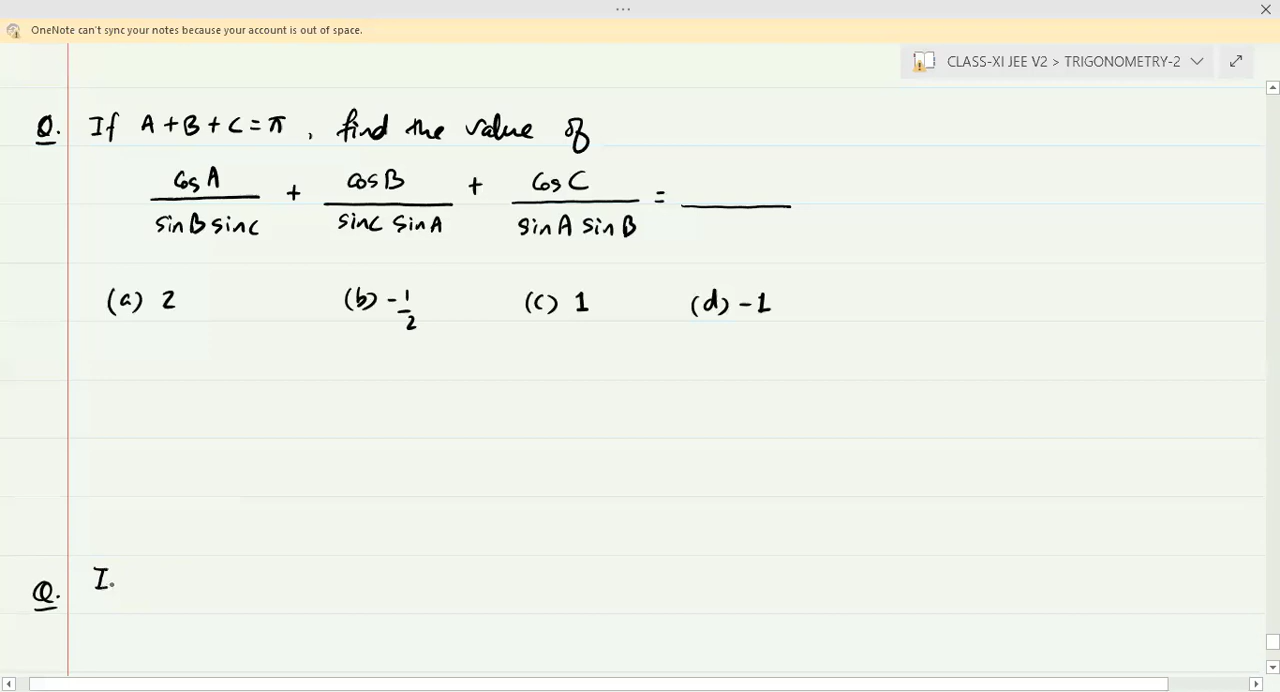 ...
OneNote can't sync your notes because your account is out of space.
CLASS-XI JEE V2 > TRIGONOMETRY-2
Q. If A + B + C = π , find the value of
cos A / sin B sin C + cos B / sin C sin A + cos C / sin A sin B = ______
(a) 2 (b) -1/2 (c) 1 (d) -1
Q. I.